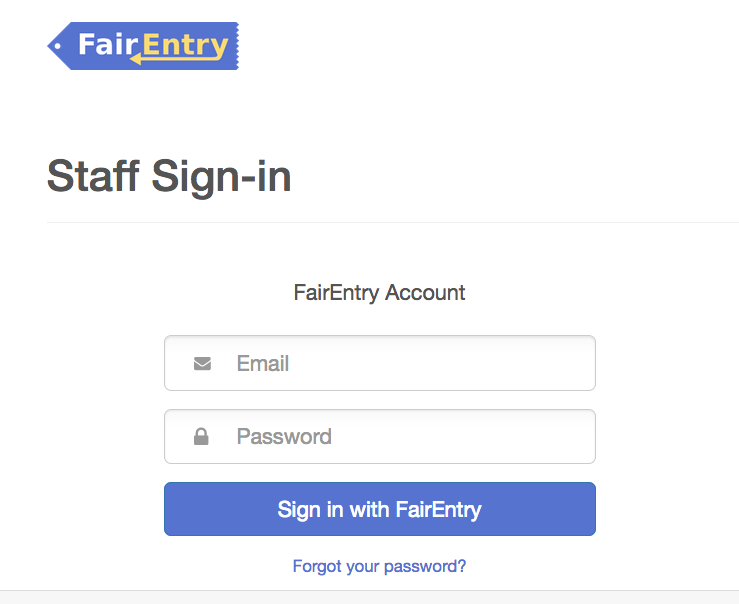 FairEntry
Staff Sign-in
FairEntry Account
Email
Password
Sign in with FairEntry
Forgot your password?